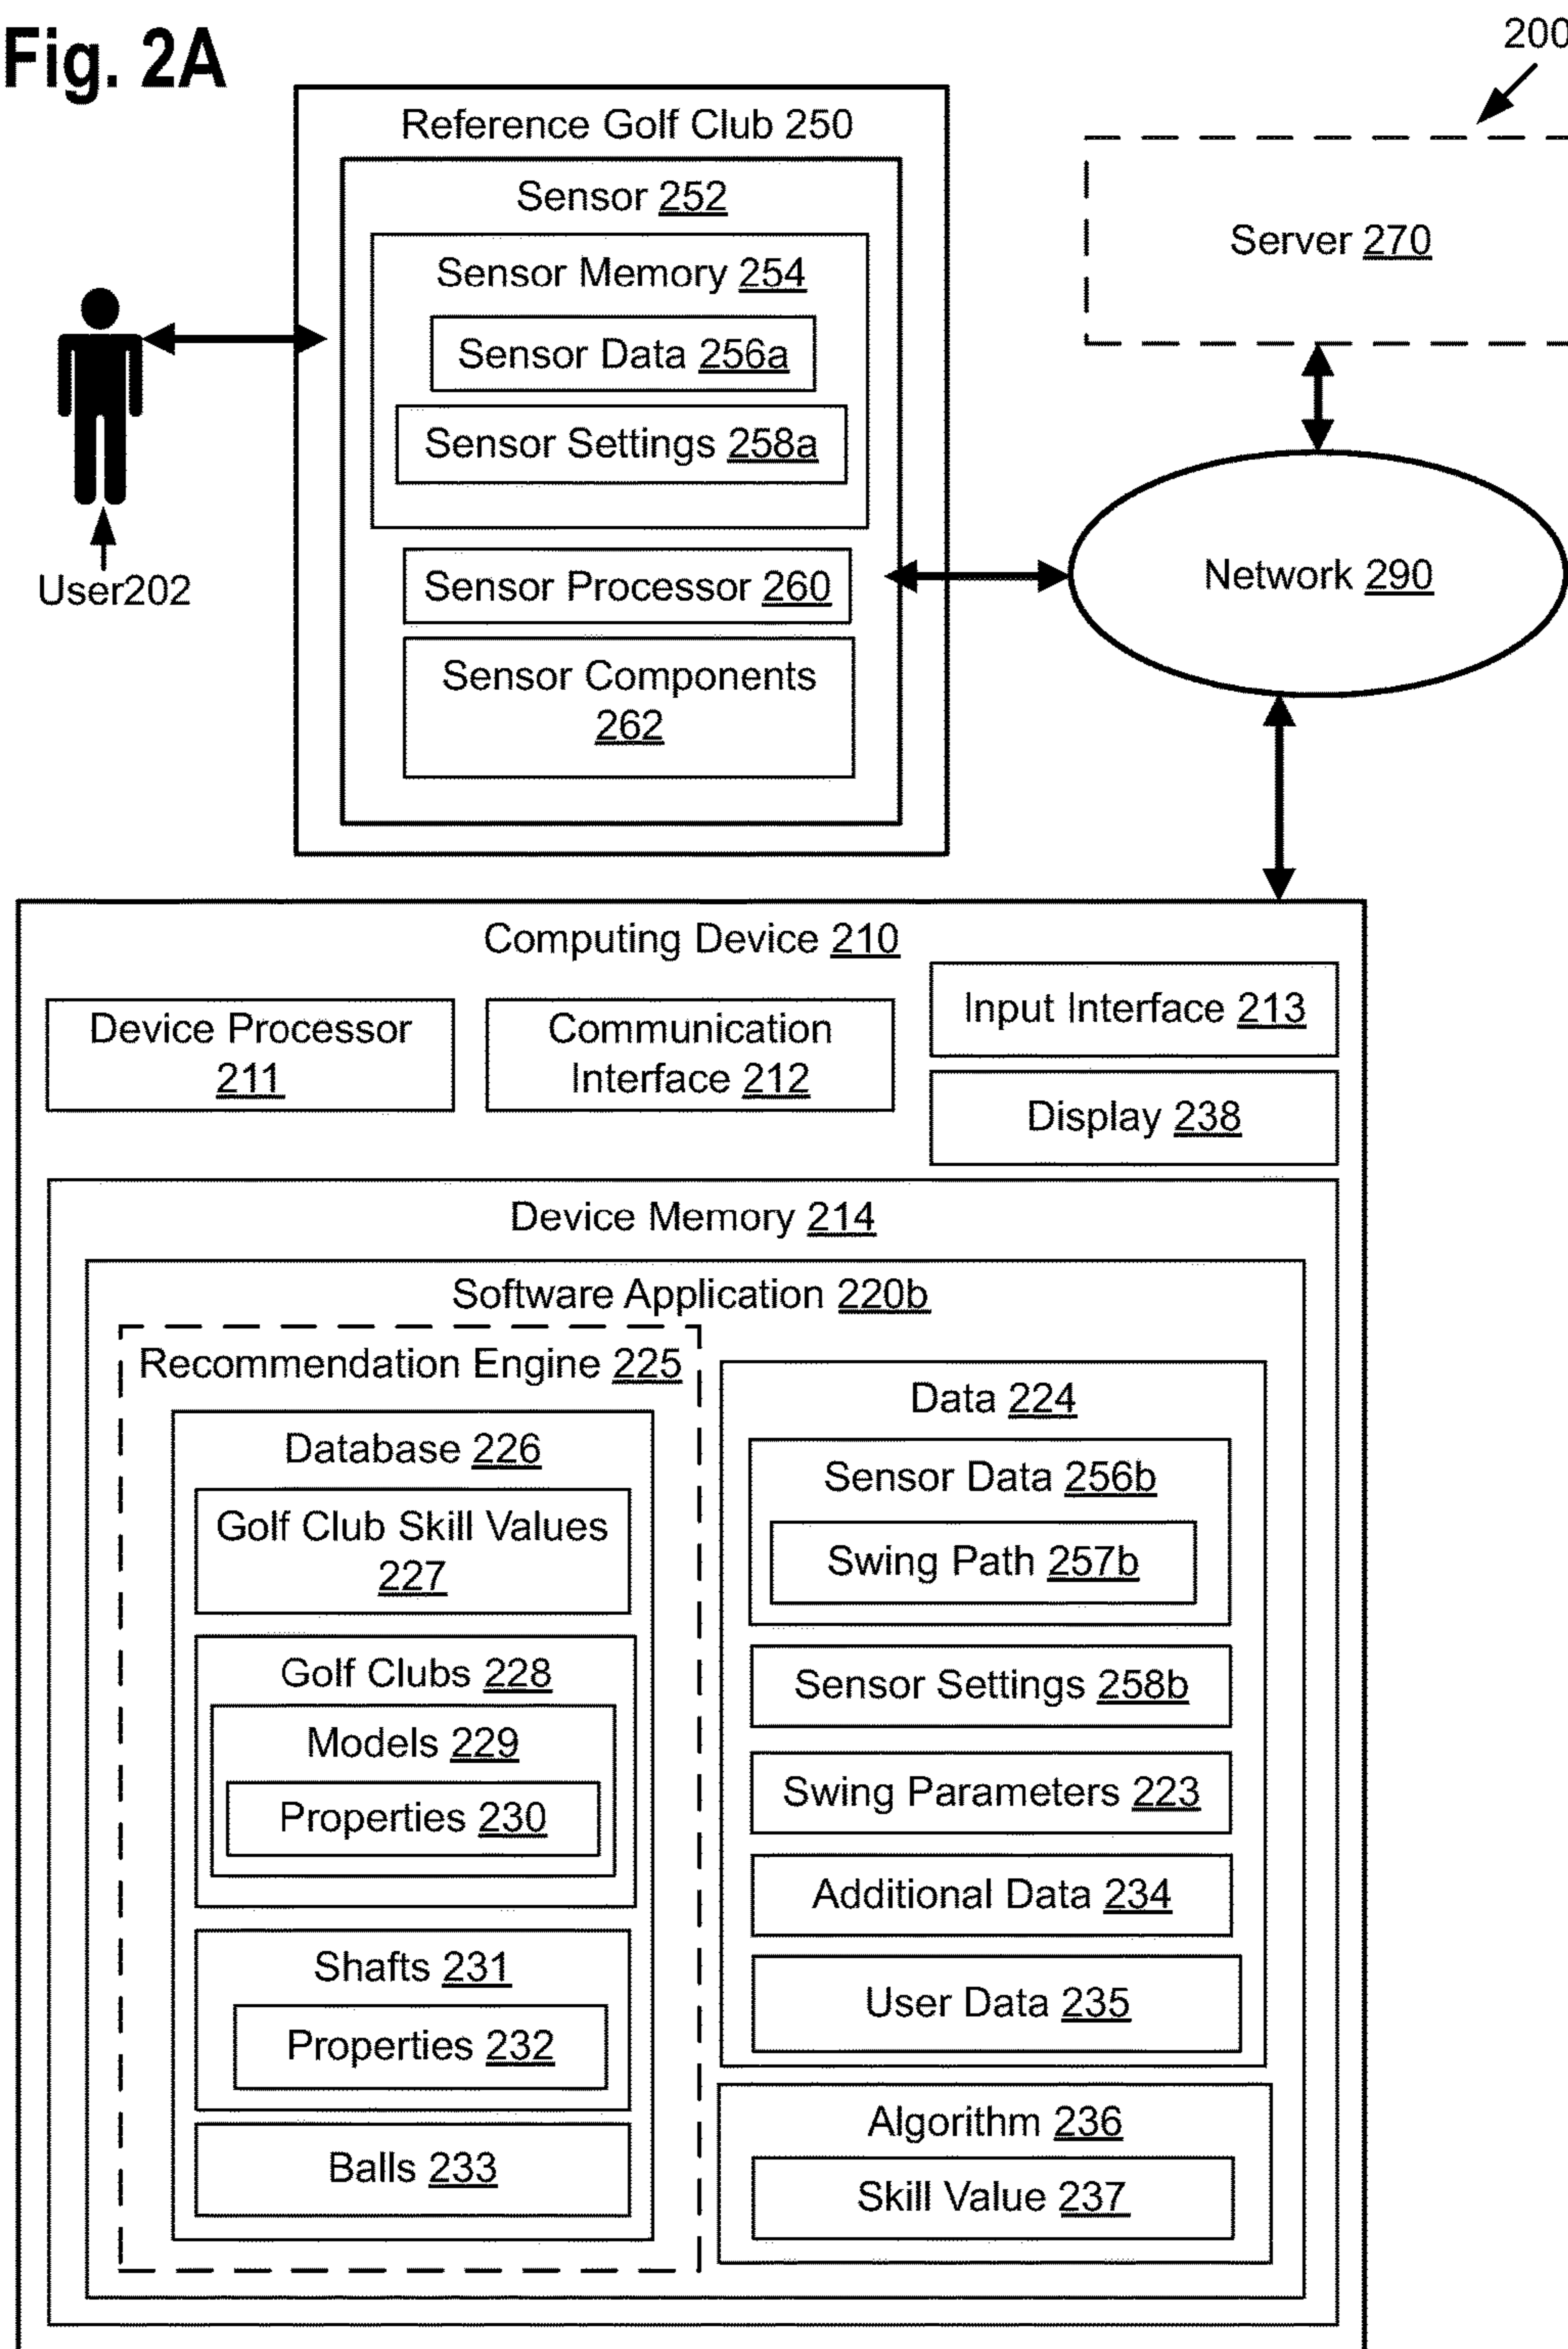 Fig. 2A
200
Reference Golf Club 250
Sensor 252
Sensor Memory 254
Sensor Data 256a
Sensor Settings 258a
Sensor Processor 260
Sensor Components
262
User202
Server 270
Network 290
Computing Device 210
Device Processor
211
Communication
Interface 212
Input Interface 213
Display 238
Device Memory 214
Software Application 220b
Recommendation Engine 225
Database 226
Golf Club Skill Values
227
Golf Clubs 228
Models 229
Properties 230
Shafts 231
Properties 232
Balls 233
Data 224
Sensor Data 256b
Swing Path 257b
Sensor Settings 258b
Swing Parameters 223
Additional Data 234
User Data 235
Algorithm 236
Skill Value 237